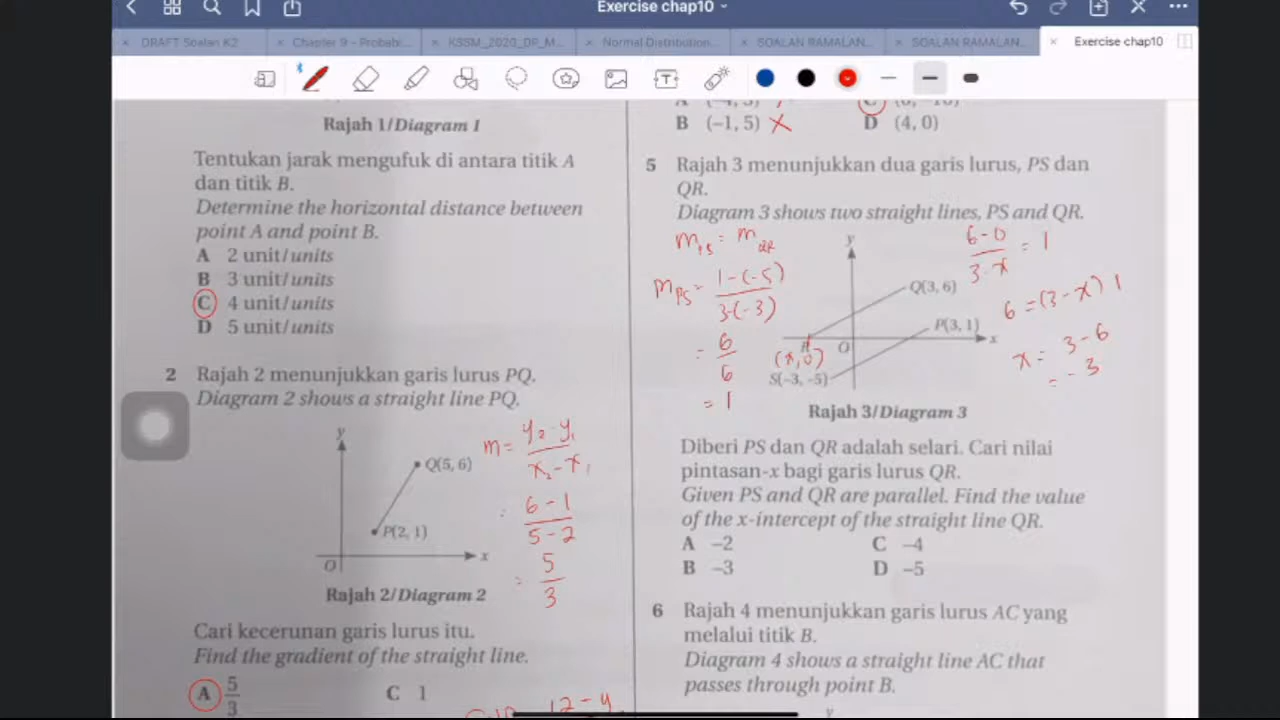 Exercise chap10
DRAFT Soalan K2
Chapter 9 - Probabi...
KSSM_2020_DP_M...
Normal Distribution...
SOALAN RAMALAN...
SOALAN RAMALAN...
Exercise chap10
Rajah 1/Diagram 1
Tentukan jarak mengufuk di antara titik A
dan titik B.
Determine the horizontal distance between
point A and point B.
A 2 unit/units
B 3 unit/units
C 4 unit/units
D 5 unit/units
2 Rajah 2 menunjukkan garis lurus PQ.
Diagram 2 shows a straight line PQ.
y
Q(5, 6)
P(2, 1)
O
x
m = y₂ - y₁
x₂ - x₁
: 6 - 1
5 - 2
= 5
3
Rajah 2/Diagram 2
Cari kecerunan garis lurus itu.
Find the gradient of the straight line.
A 5/3 C 1
12 - y
B (-1, 5) X D (4, 0)
5 Rajah 3 menunjukkan dua garis lurus, PS dan
QR.
Diagram 3 shows two straight lines, PS and QR.
mPS = mQR
mPS = 1-(-5)
3-(-3)
= 6
6
= 1
y
Q(3, 6)
P(3, 1)
R
O
x
(x, 0)
S(-3, -5)
6-0
3-x
= 1
6 = (3 - x) 1
x = 3 - 6
= - 3
Rajah 3/Diagram 3
Diberi PS dan QR adalah selari. Cari nilai
pintasan-x bagi garis lurus QR.
Given PS and QR are parallel. Find the value
of the x-intercept of the straight line QR.
A –2 C –4
B –3 D –5
6 Rajah 4 menunjukkan garis lurus AC yang
melalui titik B.
Diagram 4 shows a straight line AC that
passes through point B.
y